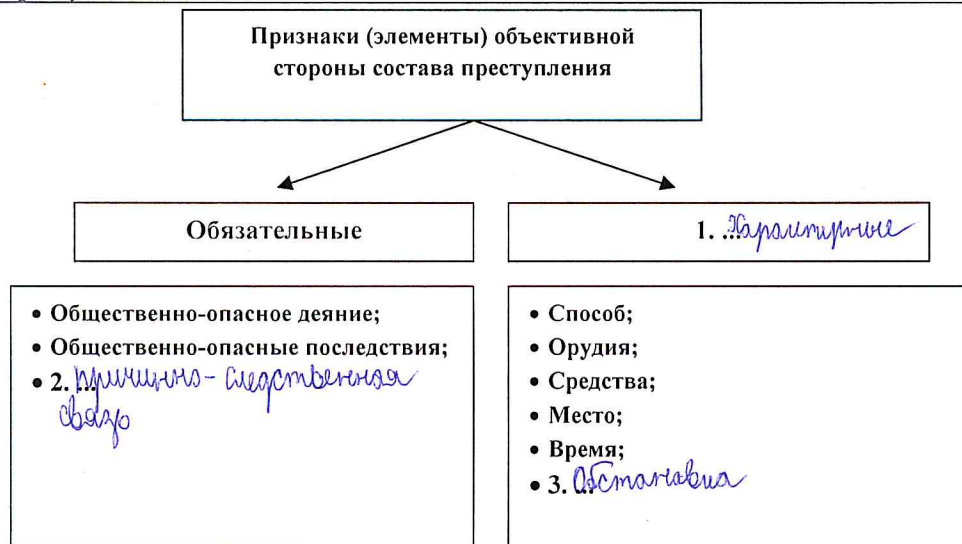 Признаки (элементы) объективной
стороны состава преступления
Обязательные
1. ...Характерные
• Общественно-опасное деяние;
• Общественно-опасные последствия;
• 2. ...причинно-следственная
связь
• Способ;
• Орудия;
• Средства;
• Место;
• Время;
• 3. ...Обстановка